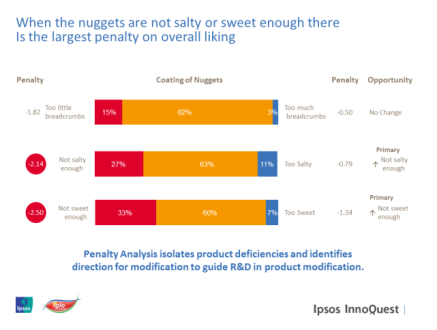 When the nuggets are not salty or sweet enough there
Is the largest penalty on overall liking
Penalty
Coating of Nuggets
Penalty
Opportunity
-1.82
Too little
breadcrumbs
15%
82%
3%
Too much
breadcrumbs
-0.50
No Change
-2.14
Not salty
enough
27%
63%
11%
Too Salty
-0.79
Primary
↑ Not salty
enough
-2.50
Not sweet
enough
33%
60%
7%
Too Sweet
-1.34
Primary
↑ Not sweet
enough
Penalty Analysis isolates product deficiencies and identifies
direction for modification to guide R&D in product modification.
Ipsos
iglo
Ipsos InnoQuest |